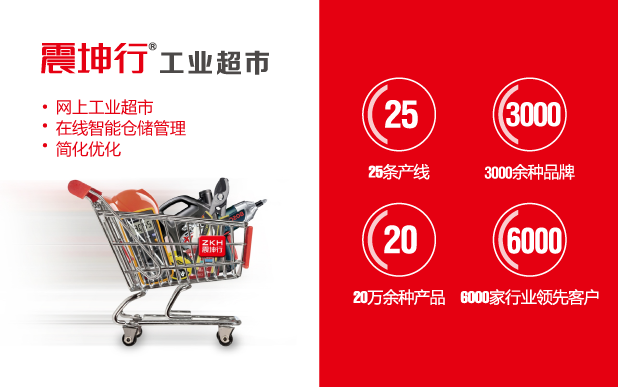 震坤行® 工业超市
• 网上工业超市
• 在线智能仓储管理
• 简化优化
ZKH
震坤行
25
25条产线
3000
3000余种品牌
20
20万余种产品
6000
6000家行业领先客户